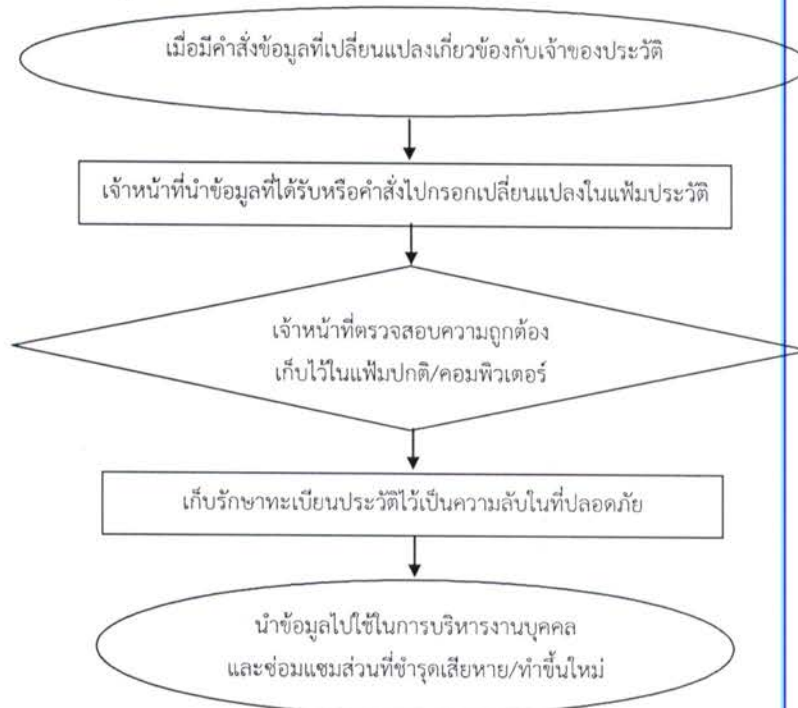 เมื่อมีคำสั่งข้อมูลที่เปลี่ยนแปลงเกี่ยวข้องกับเจ้าของประวัติ
เจ้าหน้าที่นำข้อมูลที่ได้รับหรือคำสั่งไปกรอกเปลี่ยนแปลงในแฟ้มประวัติ
เจ้าหน้าที่ตรวจสอบความถูกต้อง
เก็บไว้ในแฟ้มปกติ/คอมพิวเตอร์
เก็บรักษาทะเบียนประวัติไว้เป็นความลับในที่ปลอดภัย
นำข้อมูลไปใช้ในการบริหารงานบุคคล
และซ่อมแซมส่วนที่ชำรุดเสียหาย/ทำขึ้นใหม่